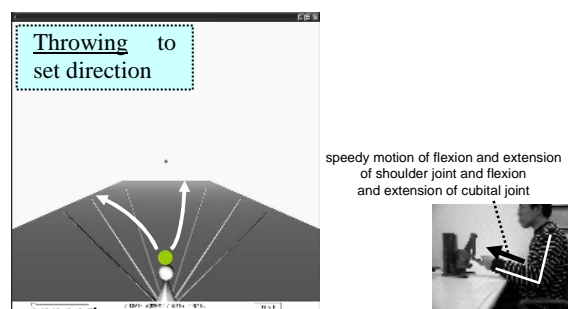 Throwing to
set direction
speedy motion of flexion and extension
of shoulder joint and flexion
and extension of cubital joint